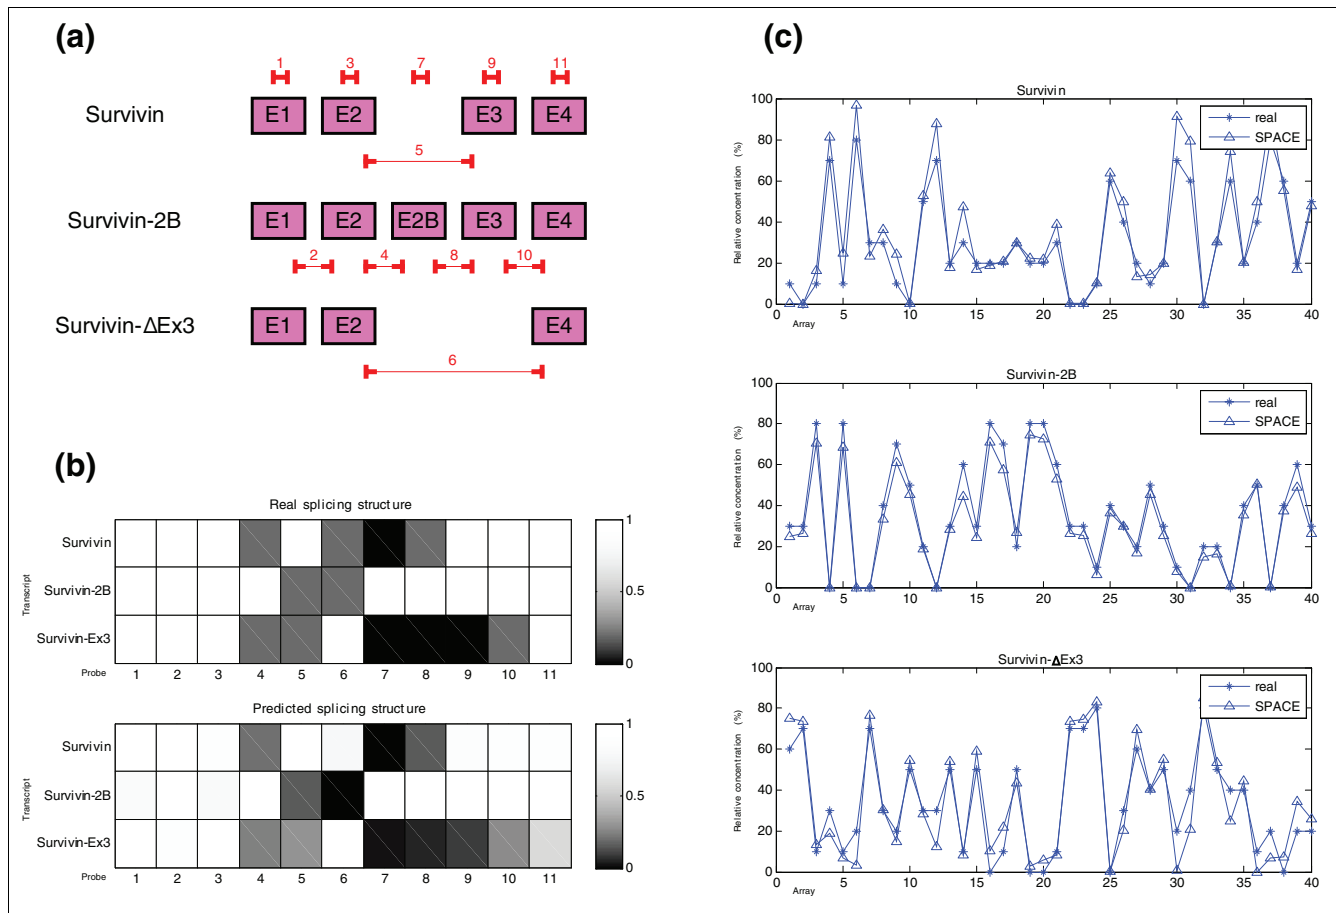 (a)
1 3 7 9 11
Survivin E1 E2 E3 E4
5
Survivin-2B E1 E2 E2B E3 E4
2 4 8 10
Survivin-ΔEx3 E1 E2 E4
6
(b)
Real splicing structure
Survivin
Survivin-2B
Survivin-Ex3
Transcript
Probe 1 2 3 4 5 6 7 8 9 10 11
1
0.5
0
Predicted splicing structure
Survivin
Survivin-2B
Survivin-Ex3
Transcript
Probe 1 2 3 4 5 6 7 8 9 10 11
1
0.5
0
(c)
Survivin
real
SPACE
Relative concentration (%)
100
80
60
40
20
0
0 5 10 15 20 25 30 35 40
Array
Survivin-2B
real
SPACE
Relative concentration (%)
100
80
60
40
20
0
0 5 10 15 20 25 30 35 40
Array
Survivin-ΔEx3
real
SPACE
Relative concentration (%)
100
80
60
40
20
0
0 5 10 15 20 25 30 35 40
Array